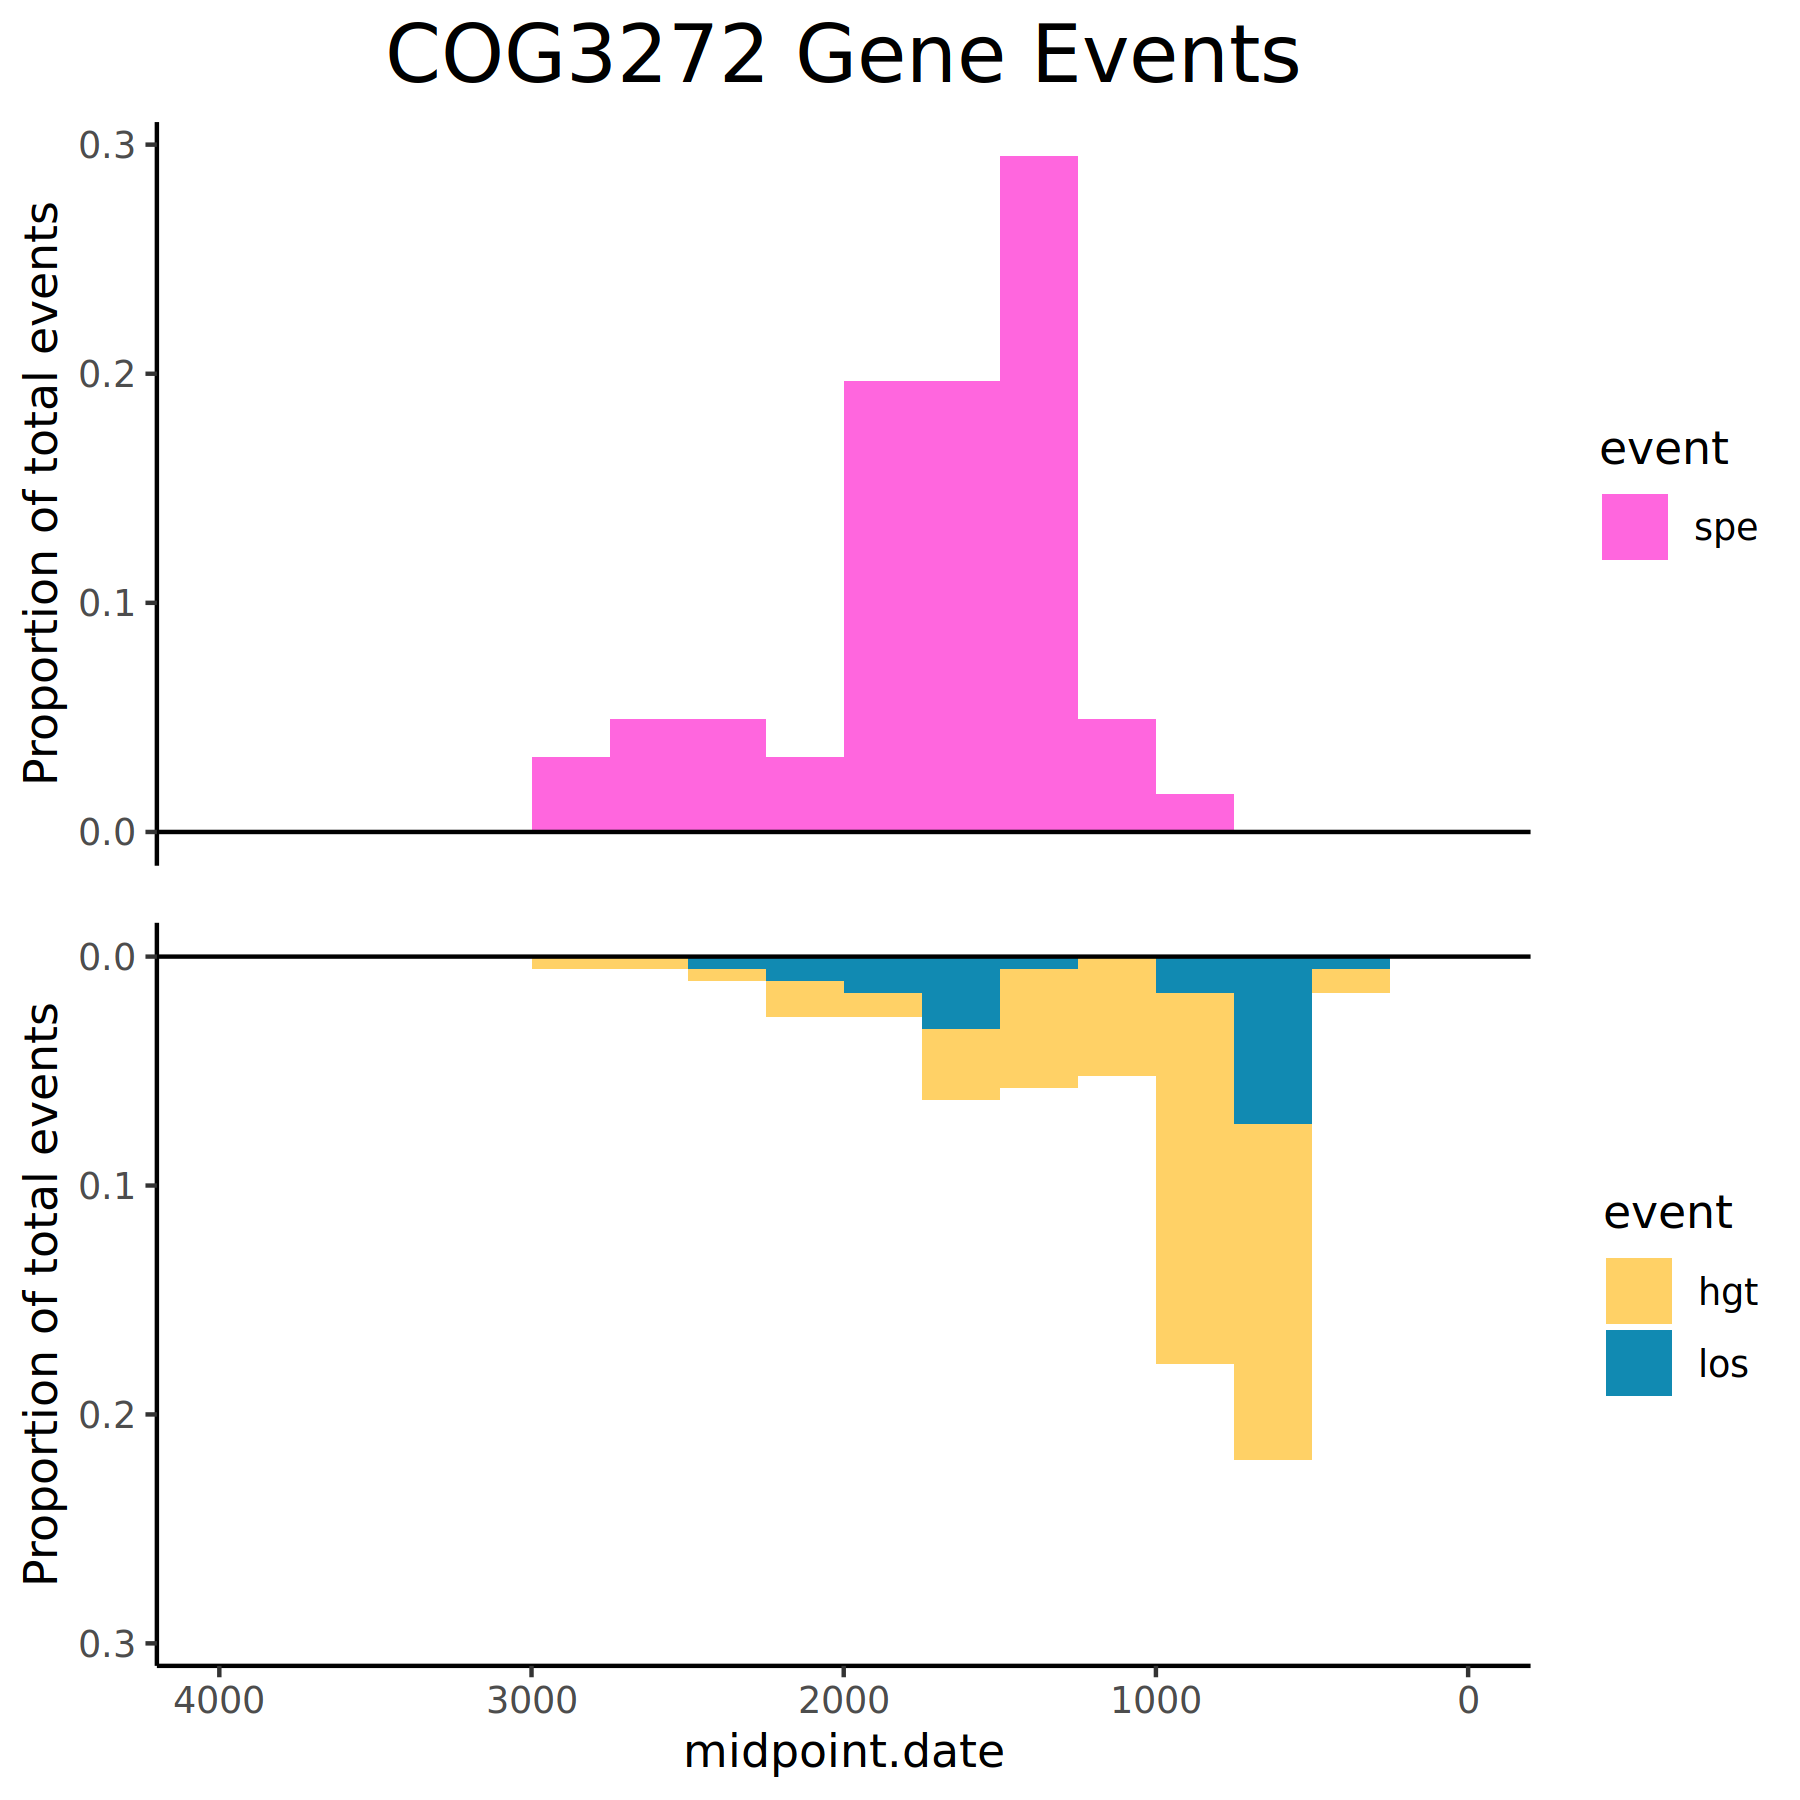 COG3272 Gene Events
Proportion of total events
0.3
0.2
0.1
0.0
event
spe
Proportion of total events
0.0
0.1
0.2
0.3
event
hgt
los
4000 3000 2000 1000 0
midpoint.date